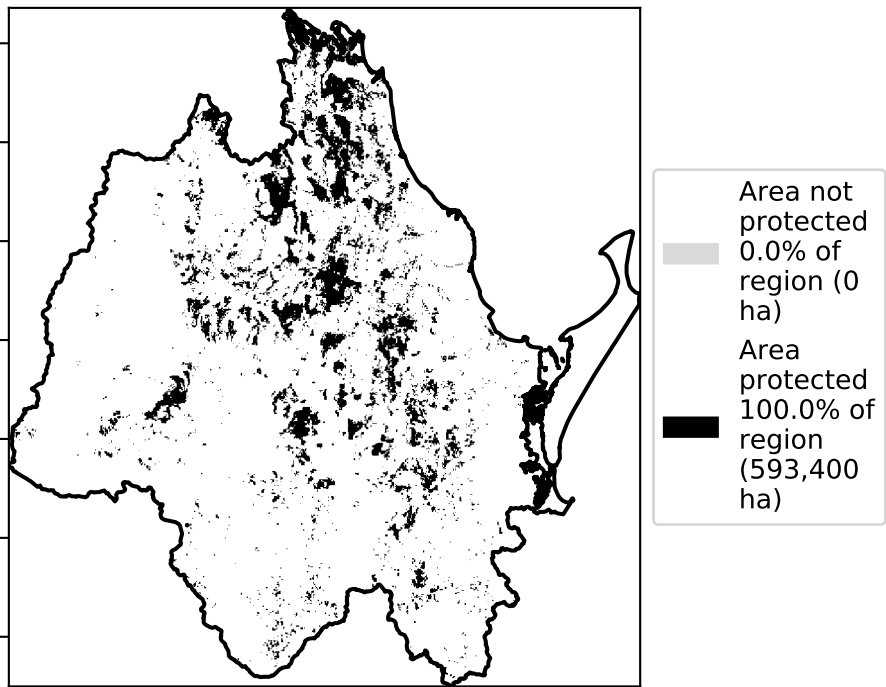 Area not
protected
0.0% of
region (0
ha)
Area
protected
100.0% of
region
(593,400
ha)